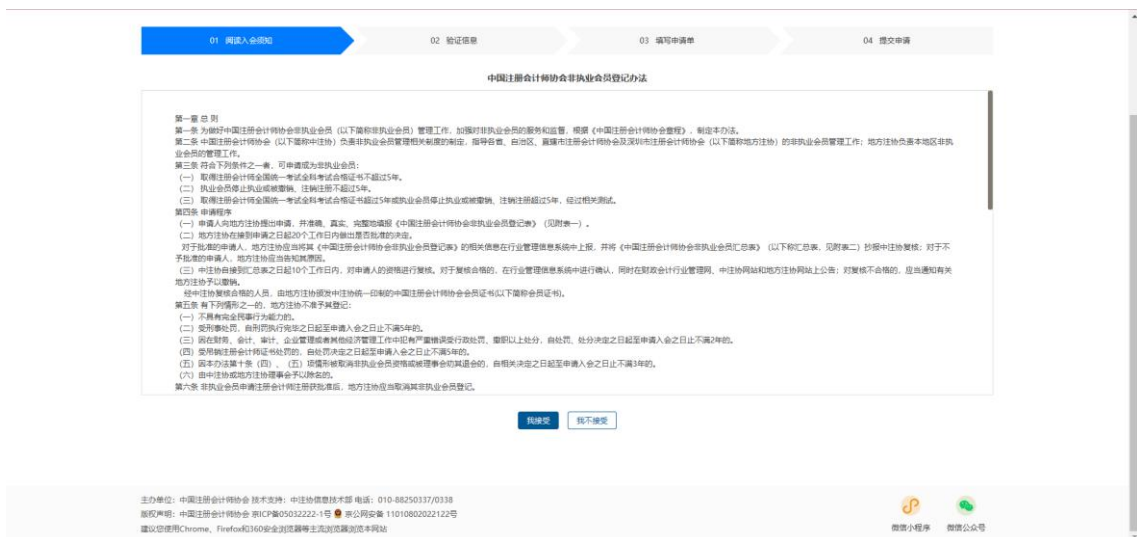 01 阅读入会须知
02 验证信息
03 填写申请单
04 提交申请
中国注册会计师协会非执业会员登记办法
第一章 总 则
第一条 为做好中国注册会计师协会非执业会员（以下简称非执业会员）管理工作，加强对非执业会员的服务和监督，根据《中国注册会计师协会章程》，制定本办法。
第二条 中国注册会计师协会（以下简称中注协）负责非执业会员管理相关制度的制定，指导各省、自治区、直辖市注册会计师协会及深圳市注册会计师协会（以下简称地方注协）的非执业会员管理工作；地方注协负责本地区非执
业会员的管理工作。
第三条 符合下列条件之一者，可申请成为非执业会员：
（一） 取得注册会计师全国统一考试全科考试合格证书不超过5年。
（二） 执业会员停止执业或被撤销、注销注册不超过5年。
（三） 取得注册会计师全国统一考试全科考试合格证书超过5年或执业会员停止执业或被撤销、注销注册超过5年，经过相关测试。
第四条 申请程序
（一）申请人向地方注协提出申请，并准确、真实、完整地填报《中国注册会计师协会非执业会员登记表》（见附表一）。
（二）地方注协在接到申请之日起20个工作日内做出是否批准的决定。
对于批准的申请人，地方注协应当将其《中国注册会计师协会非执业会员登记表》的相关信息在行业管理信息系统中上报，并将《中国注册会计师协会非执业会员汇总表》（以下称汇总表，见附表二）抄报中注协复核；对于不
予批准的申请人，地方注协应当告知其原因。
（三）中注协自接到汇总表之日起10个工作日内，对申请人的资格进行复核。对于复核合格的，在行业管理信息系统中进行确认，同时在财政会计行业管理网、中注协网站和地方注协网站上公告；对复核不合格的，应当通知有关
地方注协予以撤销。
经中注协复核合格的人员，由地方注协颁发中注协统一印制的中国注册会计师协会会员证书(以下简称会员证书)。
第五条 有下列情形之一的，地方注协不准予其登记：
（一）不具有完全民事行为能力的。
（二）受刑事处罚，自刑罚执行完毕之日起至申请入会之日止不满5年的。
（三）因在财务、会计、审计、企业管理或者其他经济管理工作中犯有严重错误受行政处罚、撤职以上处分，自处罚、处分决定之日起至申请入会之日止不满2年的。
（四）受吊销注册会计师证书处罚的，自处罚决定之日起至申请入会之日止不满5年的。
（五）因本办法第十条（四）、（五）项情形被取消非执业会员资格或被理事会劝其退会的，自相关决定之日起至申请入会之日止不满3年的。
（六）由中注协或地方注协理事会予以除名的。
第六条 非执业会员申请注册会计师注册获批准后，地方注协应当取消其非执业会员登记。
我接受
我不接受
主办单位：中国注册会计师协会 技术支持：中注协信息技术部 电话：010-88250337/0338
版权声明：中国注册会计师协会 京ICP备05032222-1号 京公网安备 11010802022122号
建议您使用Chrome、Firefox和360安全浏览器等主流浏览器浏览本网站
微信小程序
微信公众号